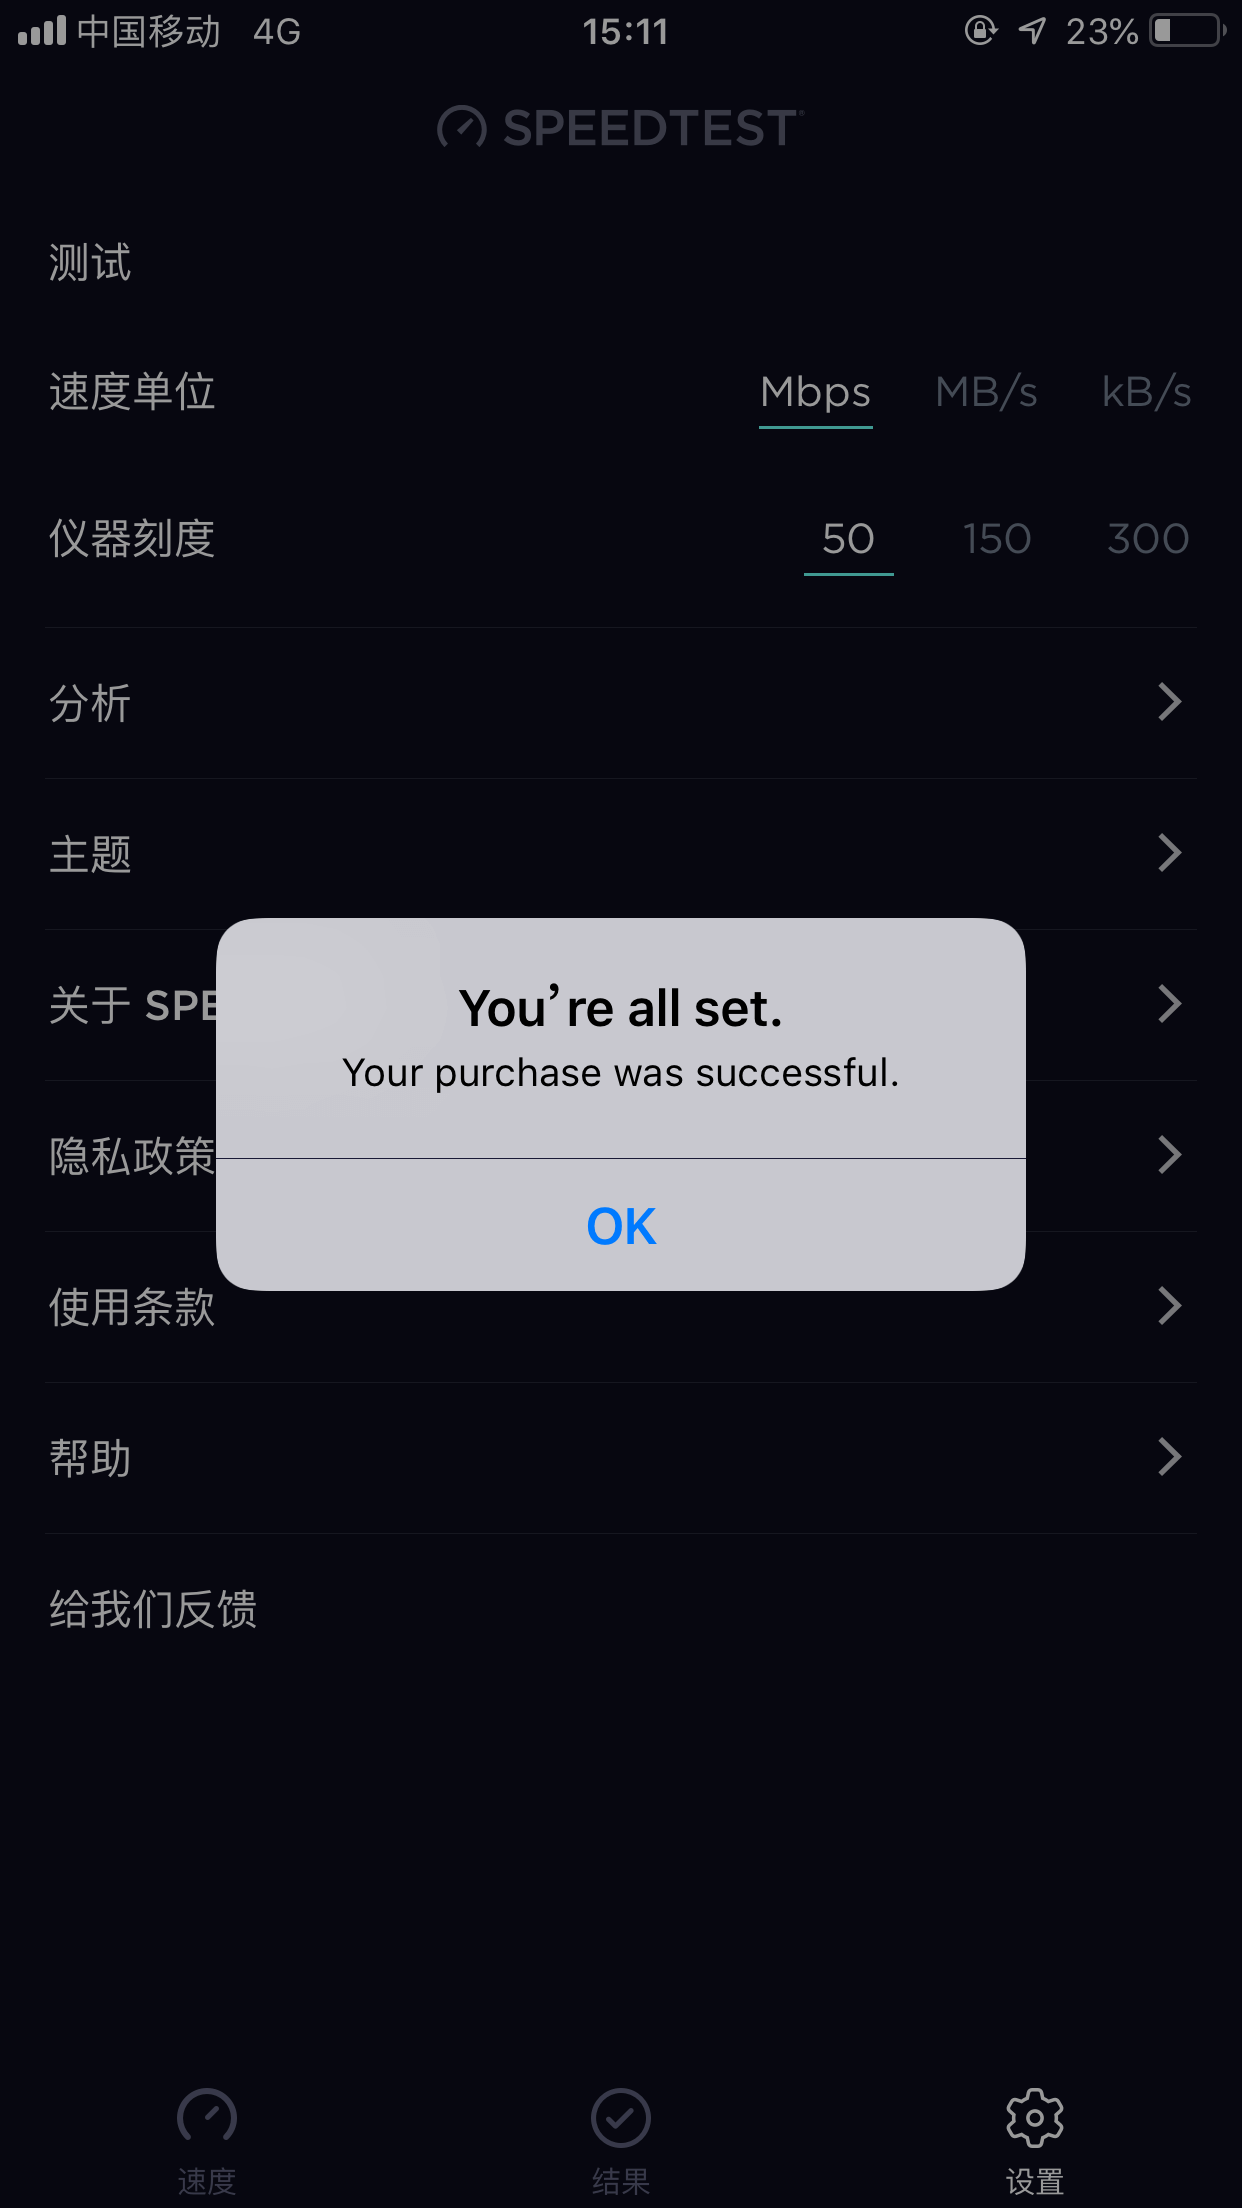 中国移动 4G 15:11 23%
SPEEDTEST
测试
速度单位 Mbps MB/s kB/s
仪器刻度 50 150 300
分析
主题
关于 SPE
You’re all set.
Your purchase was successful.
隐私政策
OK
使用条款
帮助
给我们反馈
速度 结果 设置